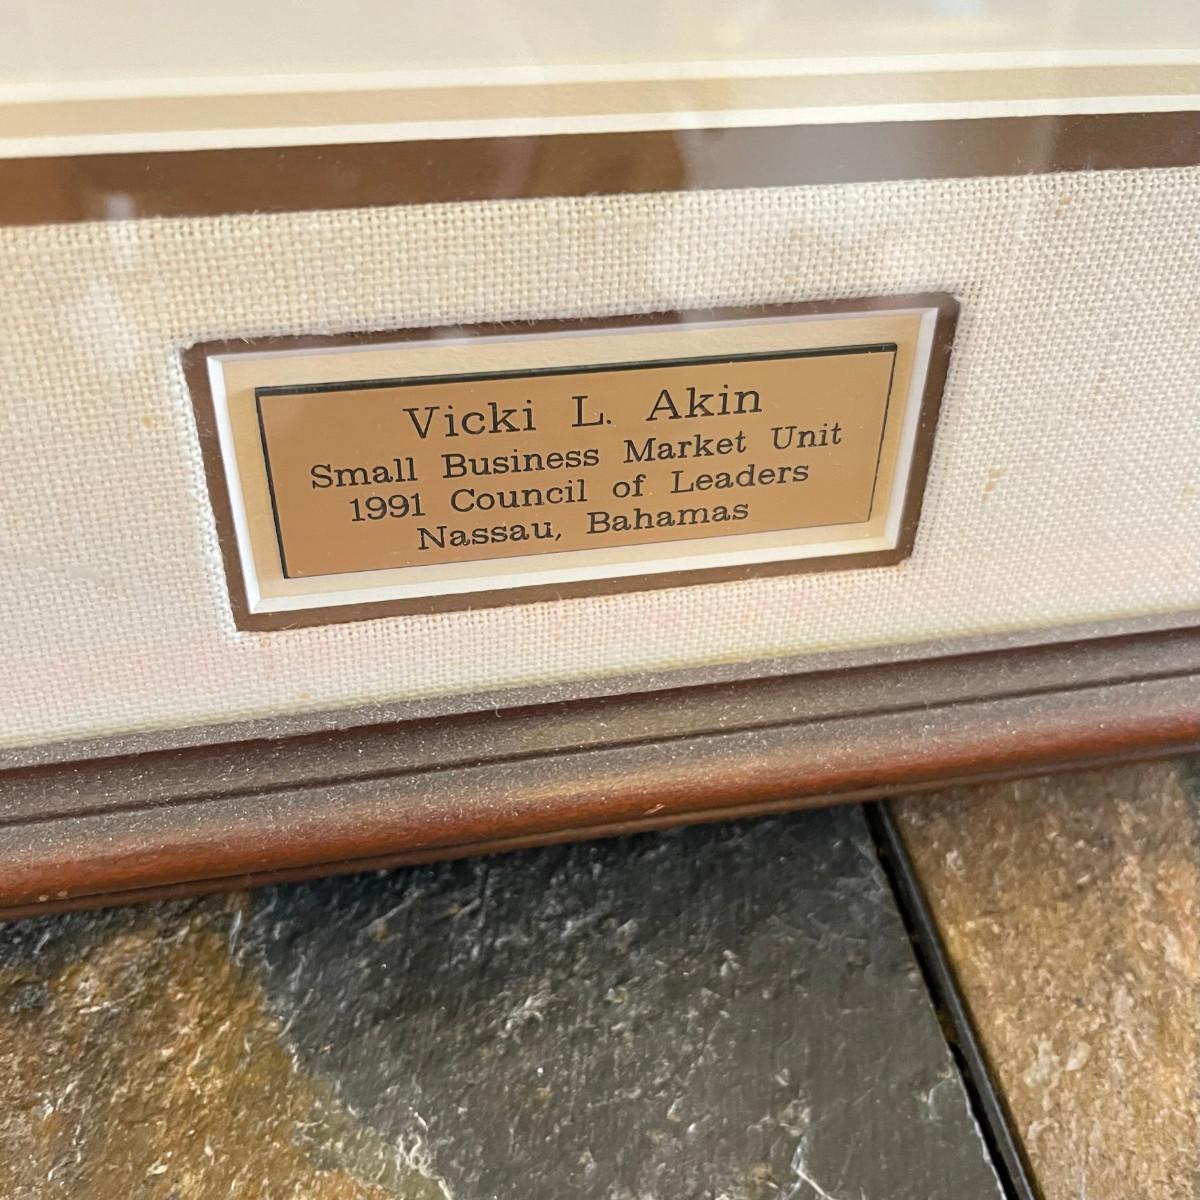 Vicki L. Akin
Small Business Market Unit
1991 Council of Leaders
Nassau, Bahamas